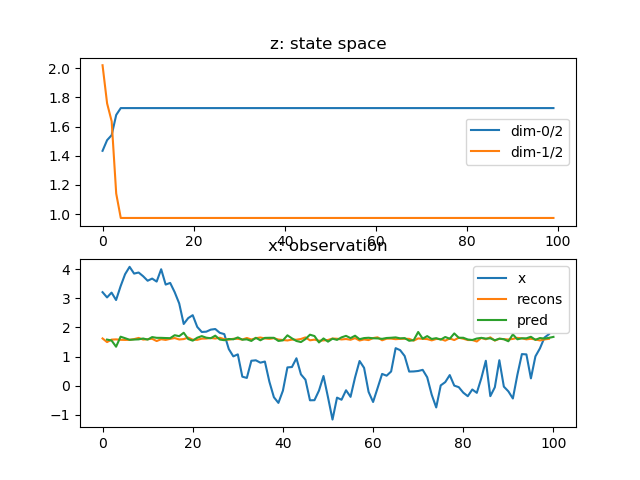 z: state space
2.0
1.8
1.6
1.4
1.2
1.0
dim-0/2
dim-1/2
0 20 40 60 80 100
x: observation
4
3
2
1
0
−1
x
recons
pred
0 20 40 60 80 100